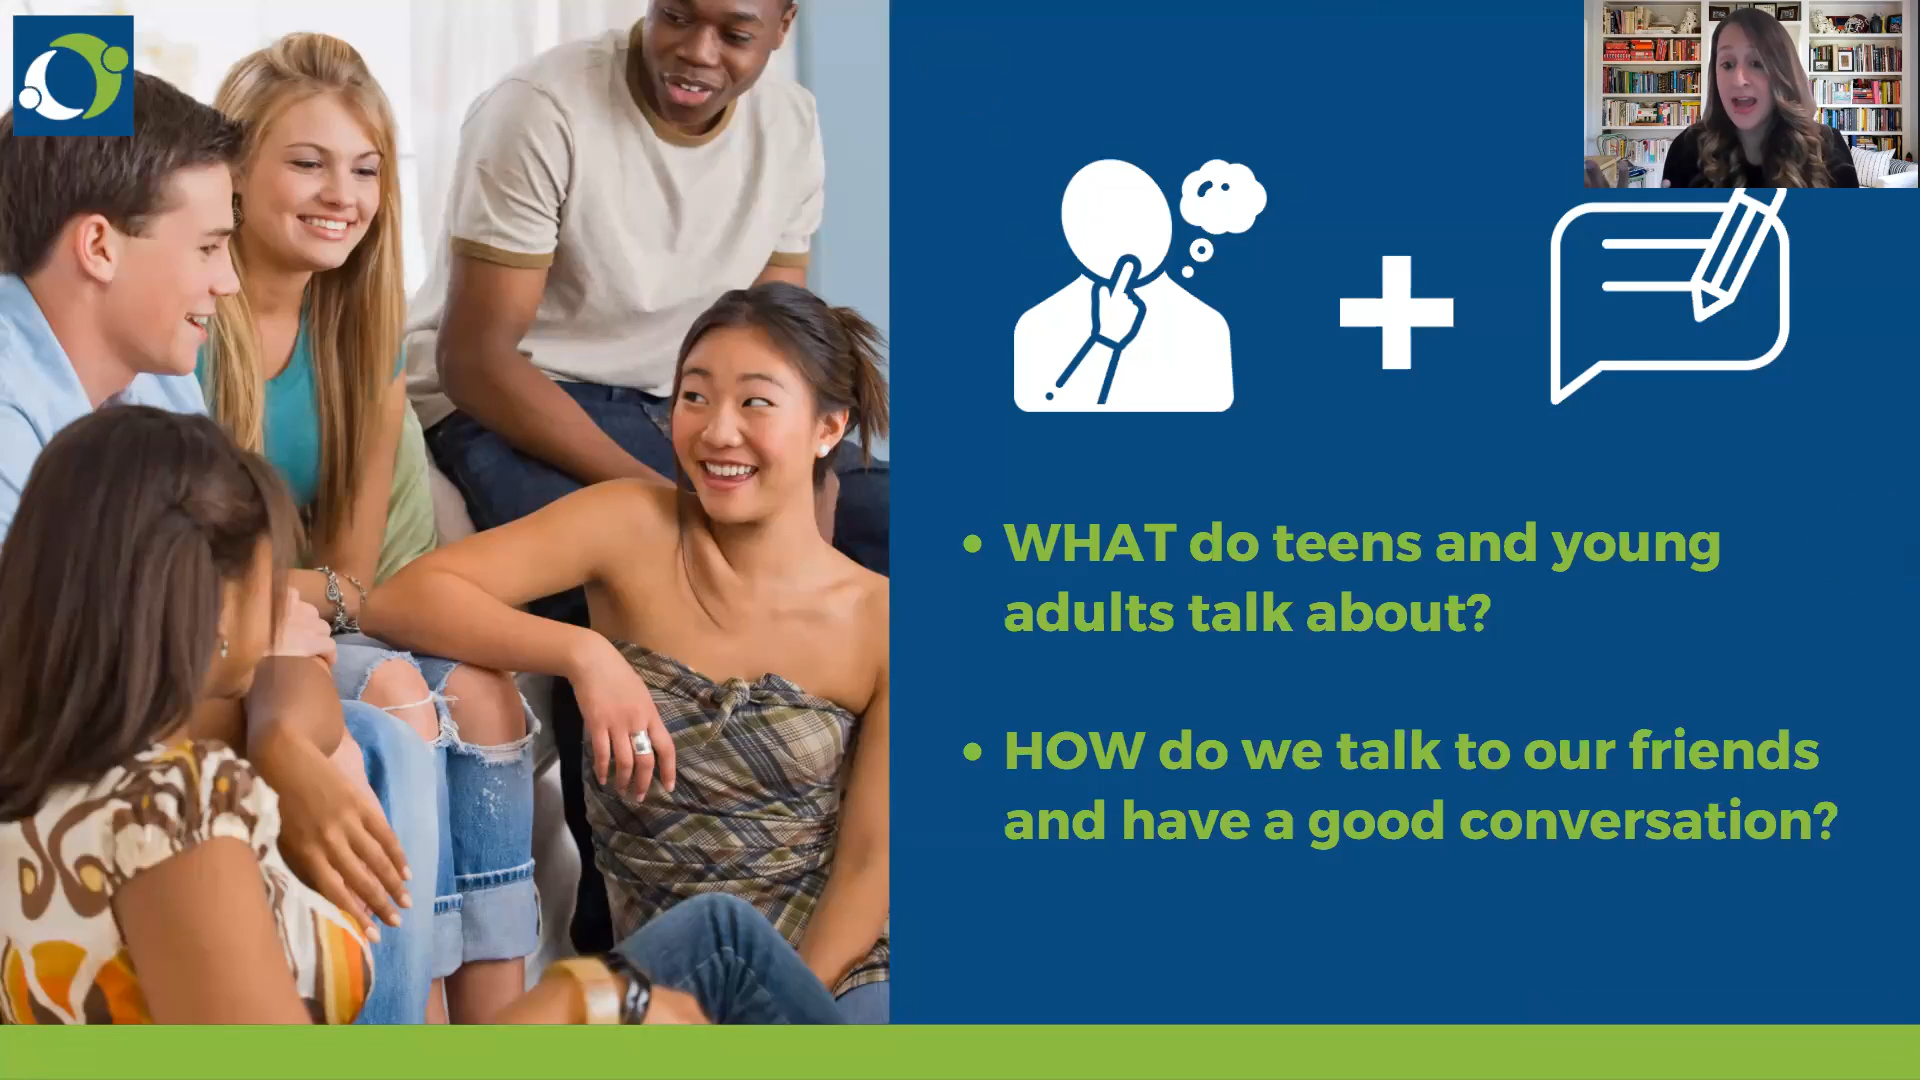 • WHAT do teens and young
adults talk about?
• HOW do we talk to our friends
and have a good conversation?